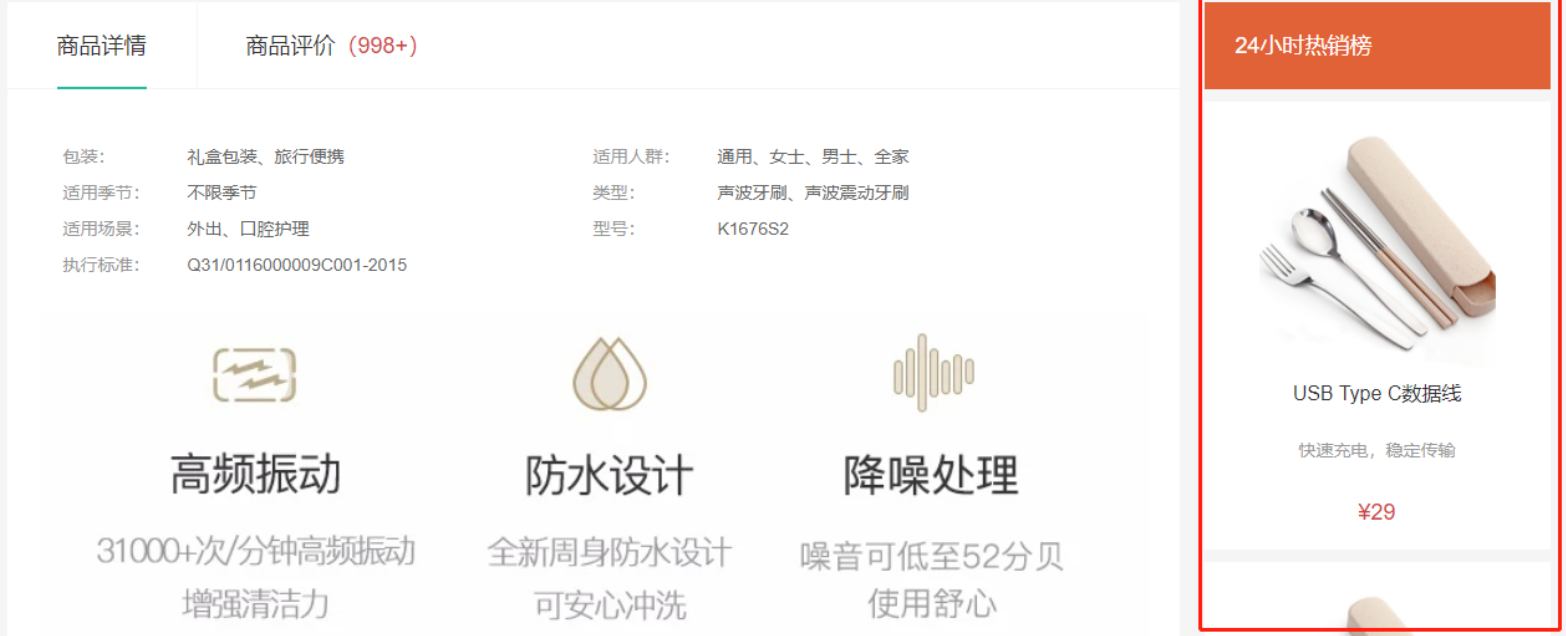 商品详情
商品评价（998+）
包装：
礼盒包装、旅行便携
适用人群：
通用、女士、男士、全家
适用季节：
不限季节
类型：
声波牙刷、声波震动牙刷
适用场景：
外出、口腔护理
型号：
K1676S2
执行标准：
Q31/0116000009C001-2015
高频振动
31000+次/分钟高频振动
增强清洁力
防水设计
全新周身防水设计
可安心冲洗
降噪处理
噪音可低至52分贝
使用舒心
24小时热销榜
USB Type C数据线
快速充电，稳定传输
¥29